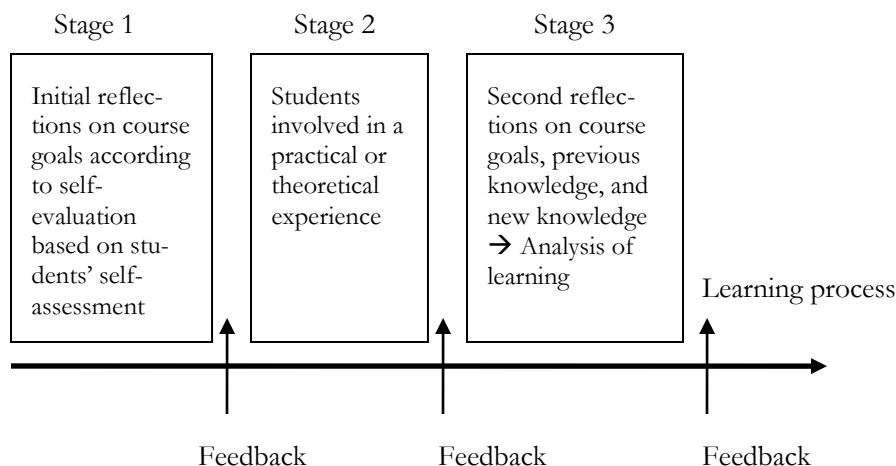 Stage 1
Stage 2
Stage 3
Initial reflec-
tions on course
goals according
to self-
evaluation
based on stu-
dents’ self-
assessment
Students
involved in a
practical or
theoretical
experience
Second reflec-
tions on course
goals, previous
knowledge, and
new knowledge
→ Analysis of
learning
Learning process
Feedback
Feedback
Feedback